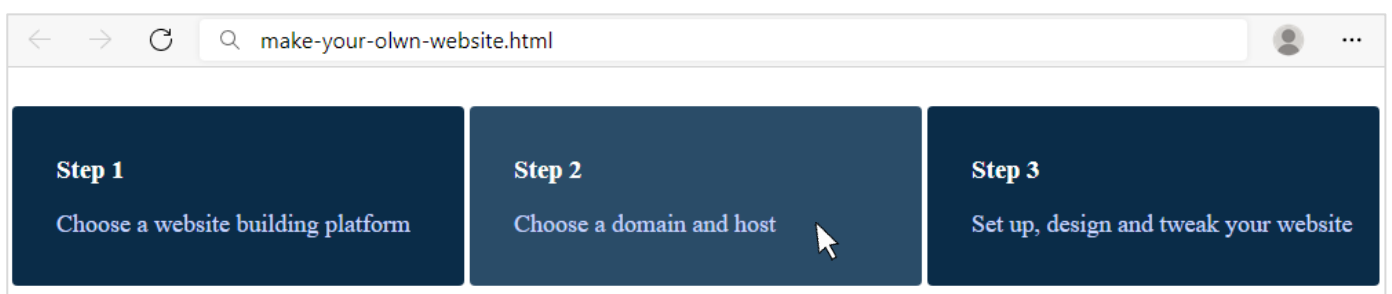 make-your-olwn-website.html
Step 1
Choose a website building platform
Step 2
Choose a domain and host
Step 3
Set up, design and tweak your website